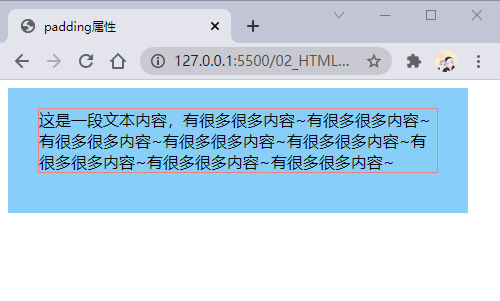 padding属性
127.0.0.1:5500/02_HTML...
这是一段文本内容，有很多很多内容~有很多很多内容~
有很多很多内容~有很多很多内容~有很多很多内容~有
很多很多内容~有很多很多内容~有很多很多内容~